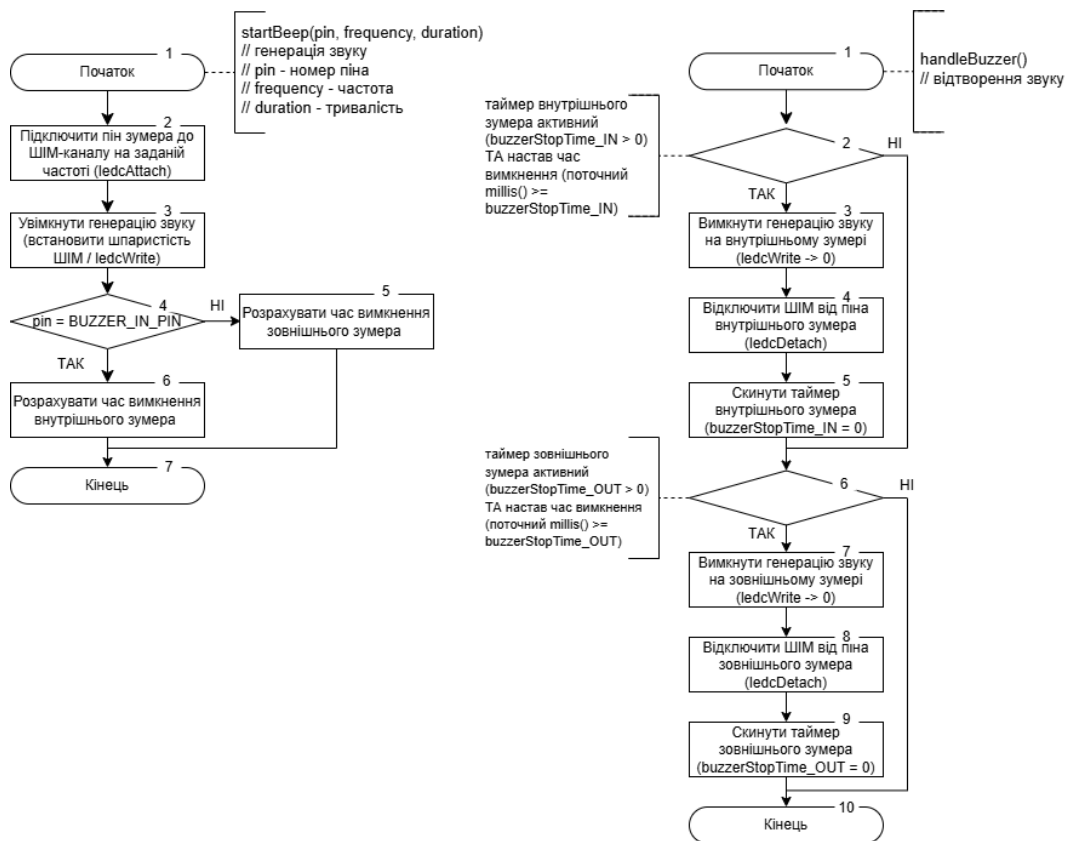 1
Початок
startBeep(pin, frequency, duration)
// генерація звуку
// pin - номер піна
// frequency - частота
// duration - тривалість
2
Підключити пін зумера до
ШІМ-каналу на заданій
частоті (ledcAttach)
3
Увімкнути генерацію звуку
(встановити шпаристість
ШІМ / ledcWrite)
4
pin = BUZZER_IN_PIN
НІ
ТАК
5
Розрахувати час вимкнення
зовнішнього зумера
6
Розрахувати час вимкнення
внутрішнього зумера
7
Кінець
1
Початок
handleBuzzer()
// відтворення звуку
таймер внутрішнього
зумера активний
(buzzerStopTime_IN > 0)
ТА настав час
вимкнення (поточний
millis() >=
buzzerStopTime_IN)
2
НІ
ТАК
3
Вимкнути генерацію звуку
на внутрішньому зумері
(ledcWrite -> 0)
4
Відключити ШІМ від піна
внутрішнього зумера
(ledcDetach)
5
Скинути таймер
внутрішнього зумера
(buzzerStopTime_IN = 0)
таймер зовнішнього
зумера активний
(buzzerStopTime_OUT > 0)
ТА настав час вимкнення
(поточний millis() >=
buzzerStopTime_OUT)
6
НІ
ТАК
7
Вимкнути генерацію звуку
на зовнішньому зумері
(ledcWrite -> 0)
8
Відключити ШІМ від піна
зовнішнього зумера
(ledcDetach)
9
Скинути таймер
зовнішнього зумера
(buzzerStopTime_OUT = 0)
10
Кінець